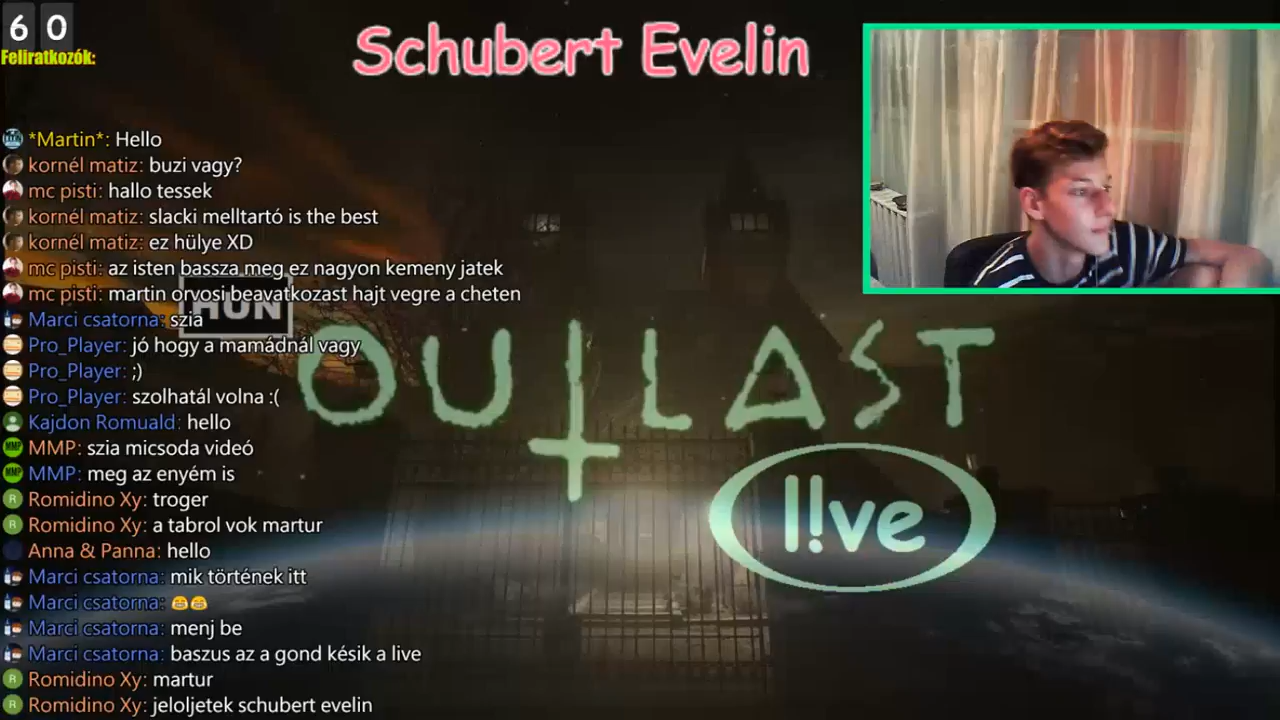 60
Feliratkozók:
Schubert Evelin
*Martin*: Hello
kornél matiz: buzi vagy?
mc pisti: hallo tessek
kornél matiz: slacki melltartó is the best
kornél matiz: ez hülye XD
mc pisti: az isten bassza meg ez nagyon kemeny jatek
mc pisti: martin orvosi beavatkozast hajt vegre a cheten
HUN
Marci csatorna: szia
Pro_Player: jó hogy a mamádnál vagy
Pro_Player: ;)
Pro_Player: szolhatál volna :(
OUTLAST
Kajdon Romuald: hello
MMP: szia micsoda videó
MMP: meg az enyém is
Romidino Xy: troger
l!ve
Romidino Xy: a tabrol vok martur
Anna & Panna: hello
Marci csatorna: mik történek itt
Marci csatorna: 😂😂
Marci csatorna: menj be
Marci csatorna: baszus az a gond késik a live
Romidino Xy: martur
Romidino Xy: jeloljetek schubert evelin